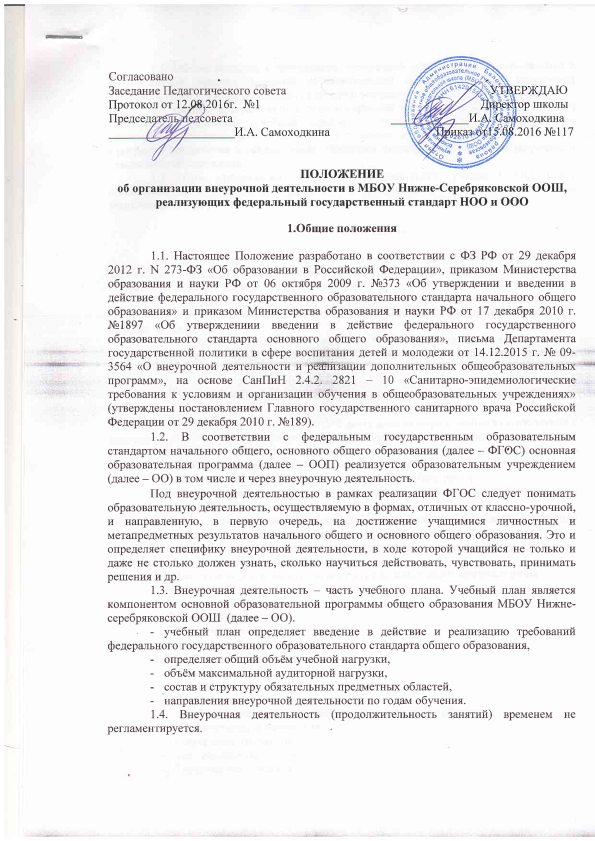 Согласовано
Заседание Педагогического совета УТВЕРЖДАЮ
Протокол от 12.08.2016г. №1 Директор школы
Председатель педсовета И.А. Самоходкина
И.А. Самоходкина Приказ от15.08.2016 №117
ПОЛОЖЕНИЕ
об организации внеурочной деятельности в МБОУ Нижне-Серебряковской ООШ,
реализующих федеральный государственный стандарт НОО и ООО
1.Общие положения
1.1. Настоящее Положение разработано в соответствии с ФЗ РФ от 29 декабря
2012 г. N 273-ФЗ «Об образовании в Российской Федерации», приказом Министерства
образования и науки РФ от 06 октября 2009 г. №373 «Об утверждении и введении в
действие федерального государственного образовательного стандарта начального общего
образования» и приказом Министерства образования и науки РФ от 17 декабря 2010 г.
№1897 «Об утверждениии введении в действие федерального государственного
образовательного стандарта основного общего образования», письма Департамента
государственной политики в сфере воспитания детей и молодежи от 14.12.2015 г. № 09-
3564 «О внеурочной деятельности и реализации дополнительных общеобразовательных
программ», на основе СанПиН 2.4.2. 2821 – 10 «Санитарно-эпидемиологические
требования к условиям и организации обучения в общеобразовательных учреждениях»
(утверждены постановлением Главного государственного санитарного врача Российской
Федерации от 29 декабря 2010 г. №189).
1.2. В соответствии с федеральным государственным образовательным
стандартом начального общего, основного общего образования (далее – ФГОС) основная
образовательная программа (далее – ООП) реализуется образовательным учреждением
(далее – ОО) в том числе и через внеурочную деятельность.
Под внеурочной деятельностью в рамках реализации ФГОС следует понимать
образовательную деятельность, осуществляемую в формах, отличных от классно-урочной,
и направленную, в первую очередь, на достижение учащимися личностных и
метапредметных результатов начального общего и основного общего образования. Это и
определяет специфику внеурочной деятельности, в ходе которой учащийся не только и
даже не столько должен узнать, сколько научиться действовать, чувствовать, принимать
решения и др.
1.3. Внеурочная деятельность – часть учебного плана. Учебный план является
компонентом основной образовательной программы общего образования МБОУ Нижне-
серебряковской ООШ (далее – ОО).
- учебный план определяет введение в действие и реализацию требований
федерального государственного образовательного стандарта общего образования,
- определяет общий объём учебной нагрузки,
- объём максимальной аудиторной нагрузки,
- состав и структуру обязательных предметных областей,
- направления внеурочной деятельности по годам обучения.
1.4. Внеурочная деятельность (продолжительность занятий) временем не
регламентируется.